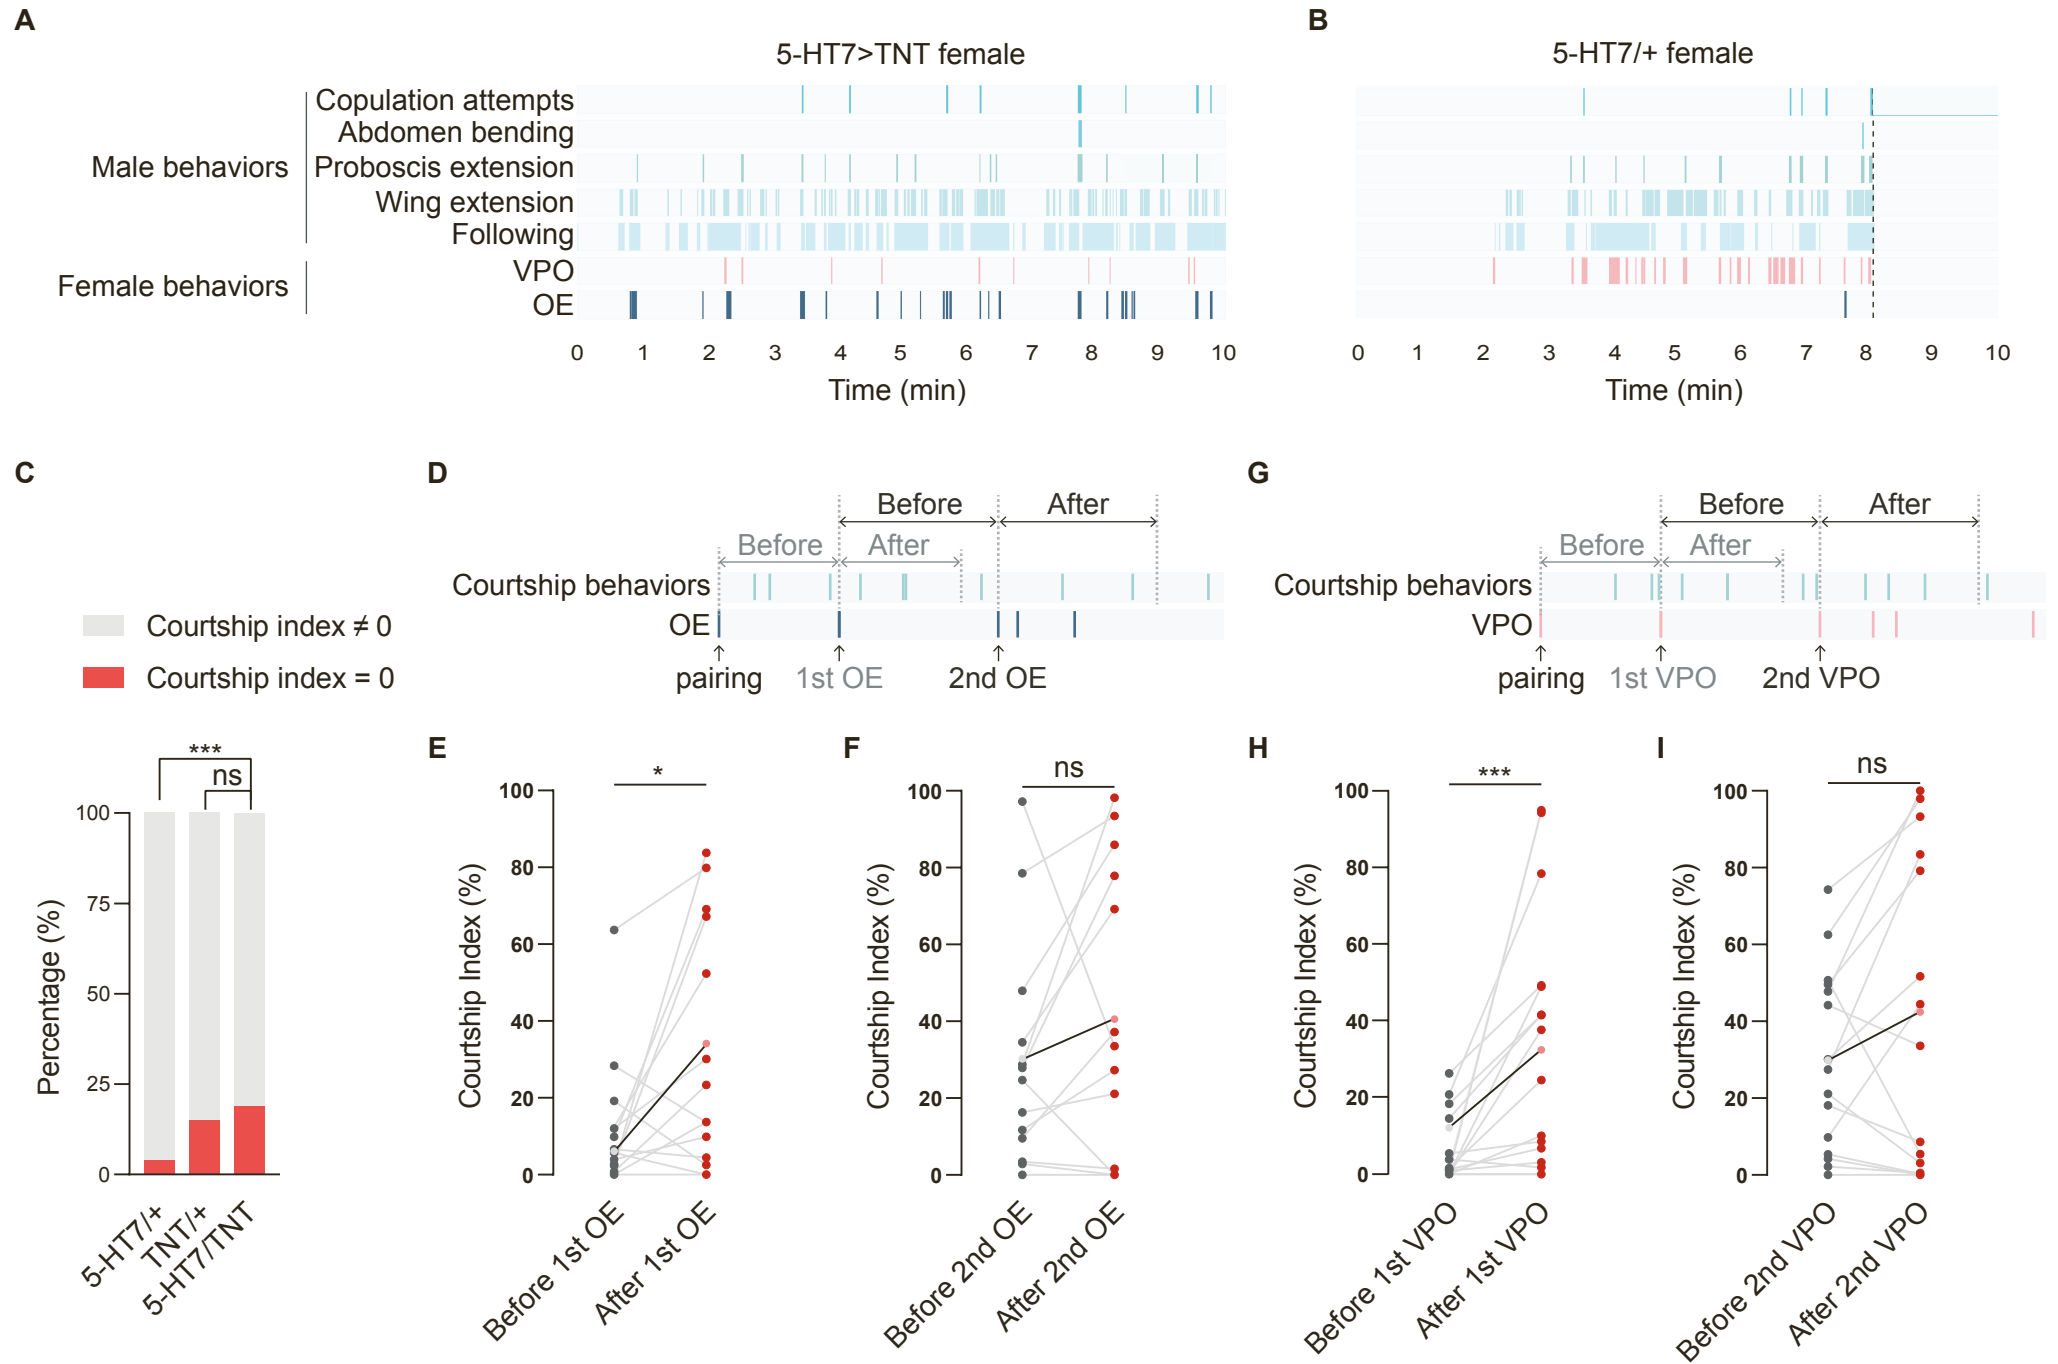 A
5-HT7>TNT female
Male behaviors
Copulation attempts
Abdomen bending
Proboscis extension
Wing extension
Following
Female behaviors
VPO
OE
0 1 2 3 4 5 6 7 8 9 10
Time (min)
B
5-HT7/+ female
0 1 2 3 4 5 6 7 8 9 10
Time (min)
C
Courtship index ≠ 0
Courtship index = 0
***
ns
100
75
50
25
0
Percentage (%)
5-HT7/+
TNT/+
5-HT7/TNT
D
Before After
Before After
Courtship behaviors
OE
pairing 1st OE 2nd OE
G
Before After
Before After
Courtship behaviors
VPO
pairing 1st VPO 2nd VPO
E
*
100
80
60
40
20
0
Courtship Index (%)
Before 1st OE
After 1st OE
F
ns
100
80
60
40
20
0
Courtship Index (%)
Before 2nd OE
After 2nd OE
H
***
100
80
60
40
20
0
Courtship Index (%)
Before 1st VPO
After 1st VPO
I
ns
100
80
60
40
20
0
Courtship Index (%)
Before 2nd VPO
After 2nd VPO